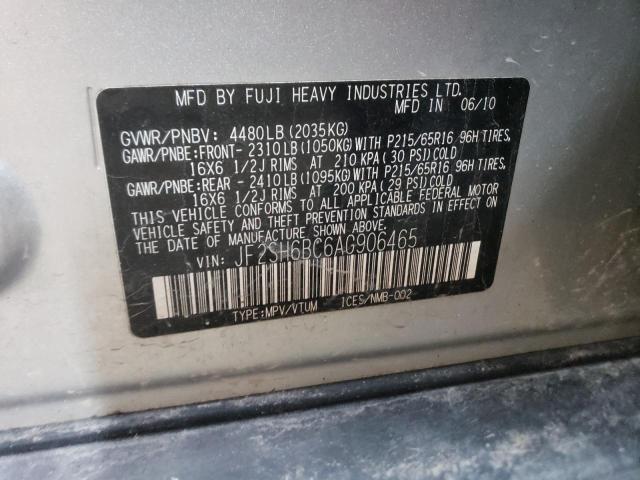 MFD BY FUJI HEAVY INDUSTRIES LTD.
MFD IN 06/10
GVWR/PNBV: 4480LB(2035KG)
GAWR/PNBE:FRONT-2310LB(1050KG)WITH P215/65R16 96H TIRES,
16X6 1/2J RIMS AT 210 KPA(30 PSI)COLD
GAWR/PNBE:REAR -2410LB(1095KG)WITH P215/65R16 96H TIRES,
16X6 1/2J RIMS AT 200 KPA(29 PSI)COLD
THIS VEHICLE CONFORMS TO ALL APPLICABLE FEDERAL MOTOR
VEHICLE SAFETY AND THEFT PREVENTION STANDARDS IN EFFECT
ON THE DATE OF MANUFACTURE SHOWN ABOVE.
VIN: JF2SH6BC6AG906465
TYPE:MPV/VTUM ICES/NMB-002